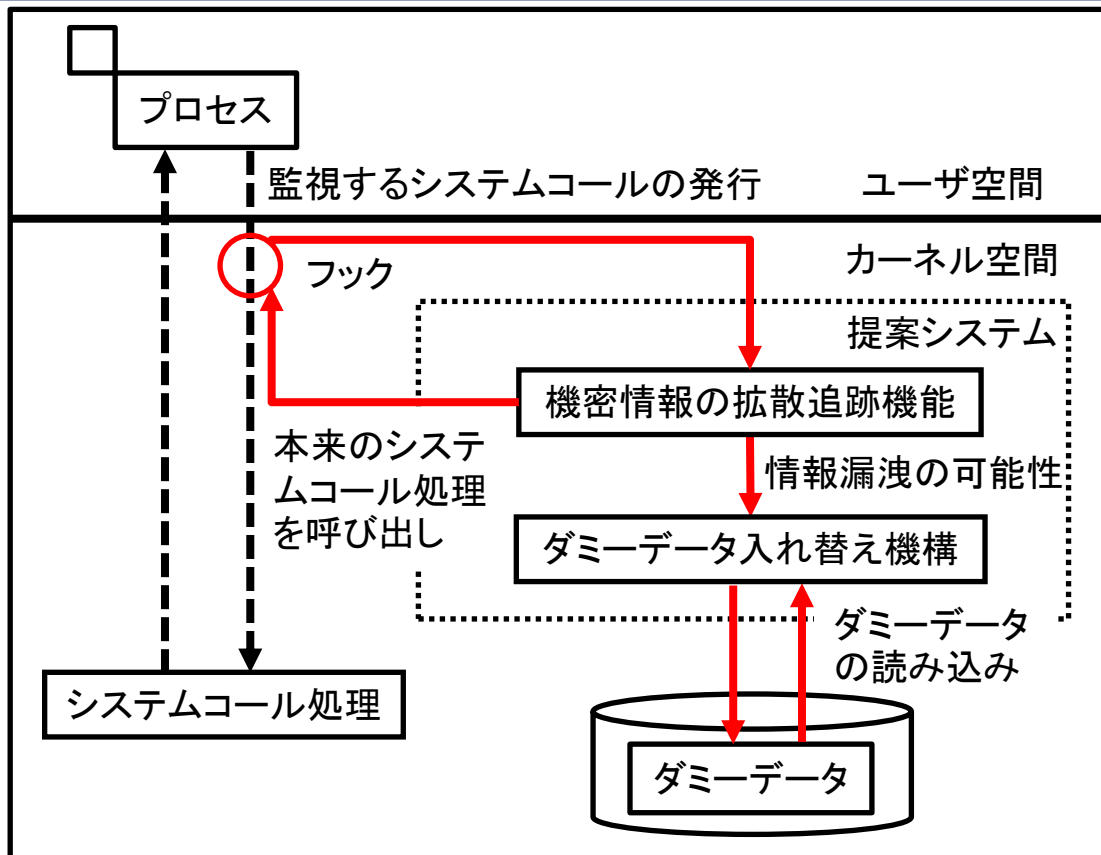 プロセス
監視するシステムコールの発行
ユーザ空間
カーネル空間
フック
提案システム
機密情報の拡散追跡機能
本来のシステ
ムコール処理
を呼び出し
情報漏洩の可能性
ダミーデータ入れ替え機構
ダミーデータ
の読み込み
システムコール処理
ダミーデータ